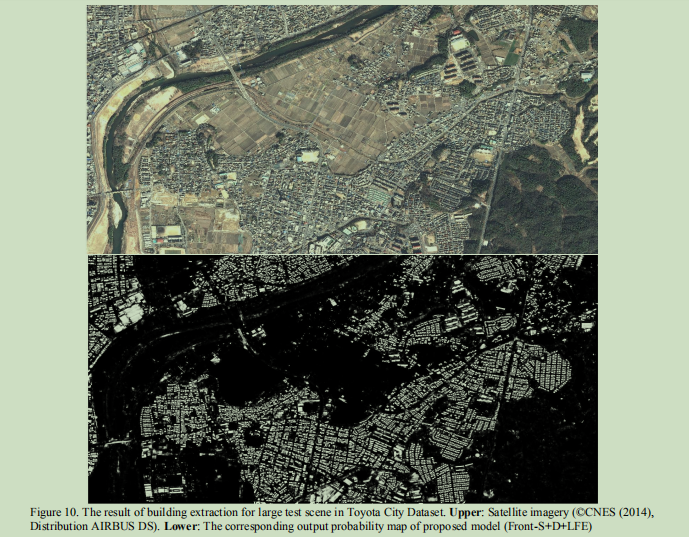 Figure 10. The result of building extraction for large test scene in Toyota City Dataset. Upper: Satellite imagery (©CNES (2014),
Distribution AIRBUS DS). Lower: The corresponding output probability map of proposed model (Front-S+D+LFE)